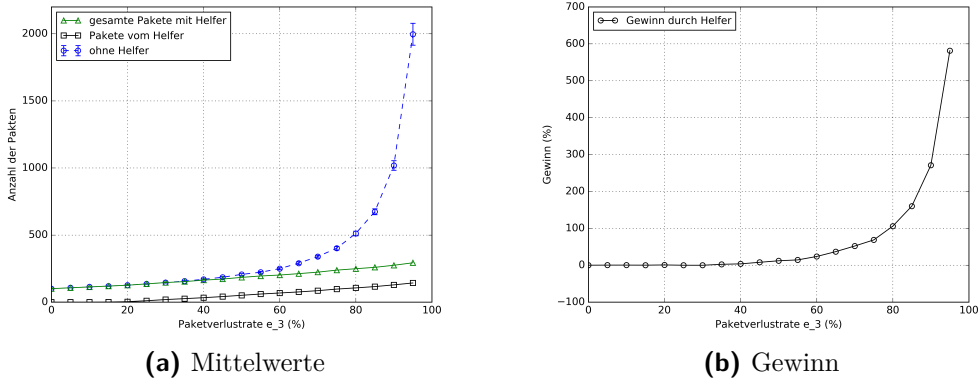 gesamte Pakete mit Helfer
Pakete vom Helfer
ohne Helfer
Anzahl der Pakten
2000
1500
1000
500
0
0 20 40 60 80 100
Paketverlustrate e_3 (%)
(a) Mittelwerte
Gewinn durch Helfer
Gewinn (%)
700
600
500
400
300
200
100
0
−100
0 20 40 60 80 100
Paketverlustrate e_3 (%)
(b) Gewinn